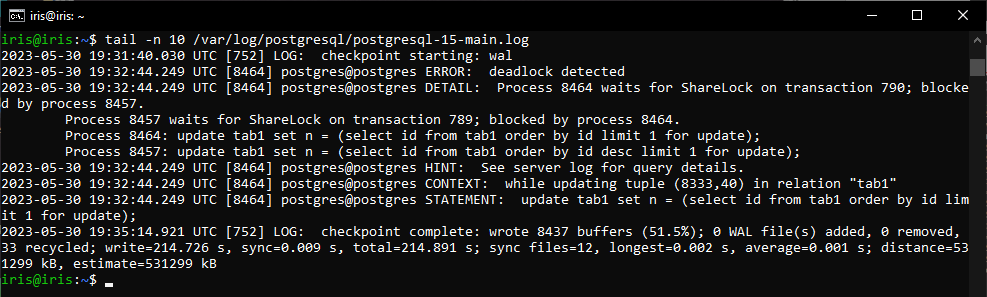 iris@iris: ~
iris@iris:~$ tail -n 10 /var/log/postgresql/postgresql-15-main.log
2023-05-30 19:31:40.030 UTC [752] LOG:  checkpoint starting: wal
2023-05-30 19:32:44.249 UTC [8464] postgres@postgres ERROR:  deadlock detected
2023-05-30 19:32:44.249 UTC [8464] postgres@postgres DETAIL:  Process 8464 waits for ShareLock on transaction 790; blocke
d by process 8457.
        Process 8457 waits for ShareLock on transaction 789; blocked by process 8464.
        Process 8464: update tab1 set n = (select id from tab1 order by id limit 1 for update);
        Process 8457: update tab1 set n = (select id from tab1 order by id desc limit 1 for update);
2023-05-30 19:32:44.249 UTC [8464] postgres@postgres HINT:  See server log for query details.
2023-05-30 19:32:44.249 UTC [8464] postgres@postgres CONTEXT:  while updating tuple (8333,40) in relation "tab1"
2023-05-30 19:32:44.249 UTC [8464] postgres@postgres STATEMENT:  update tab1 set n = (select id from tab1 order by id lim
it 1 for update);
2023-05-30 19:35:14.921 UTC [752] LOG:  checkpoint complete: wrote 8437 buffers (51.5%); 0 WAL file(s) added, 0 removed,
33 recycled; write=214.726 s, sync=0.009 s, total=214.891 s; sync files=12, longest=0.002 s, average=0.001 s; distance=53
1299 kB, estimate=531299 kB
iris@iris:~$